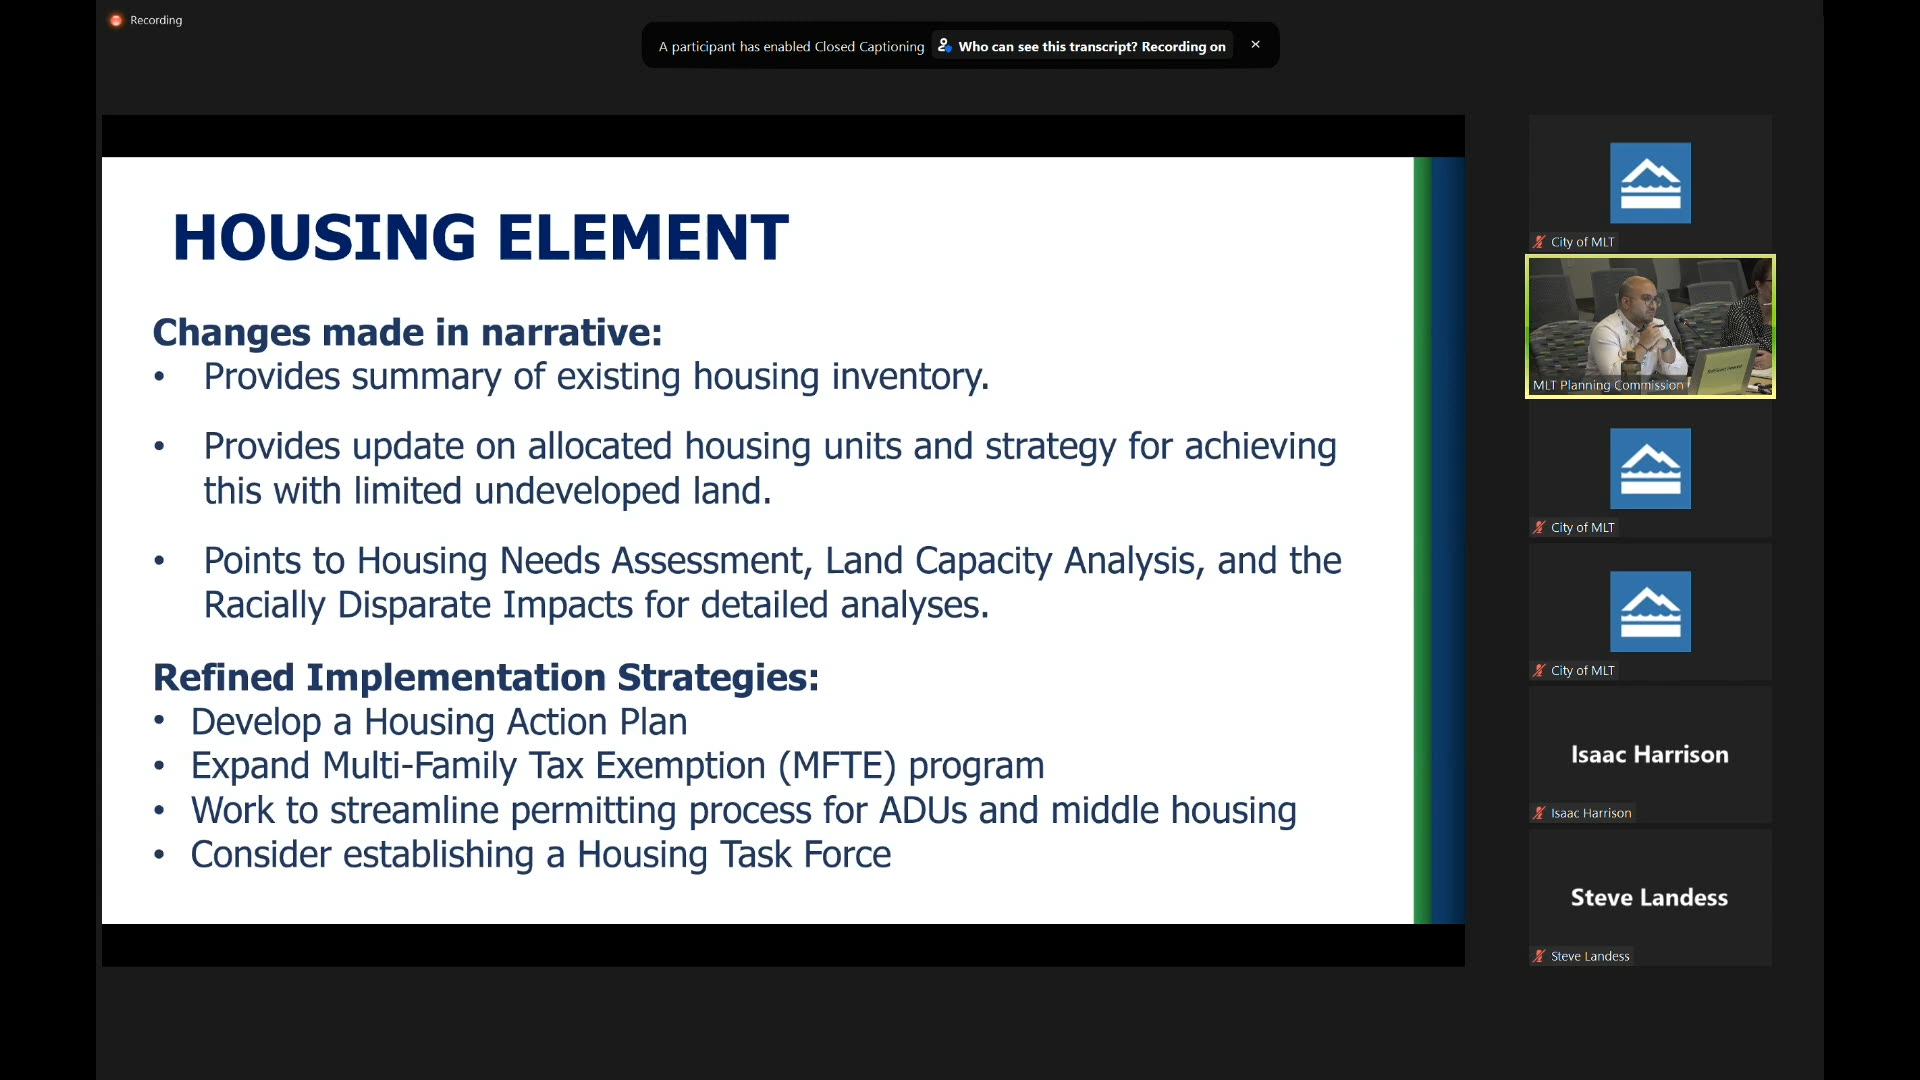 Recording
A participant has enabled Closed Captioning Who can see this transcript? Recording on
HOUSING ELEMENT
Changes made in narrative:
• Provides summary of existing housing inventory.
• Provides update on allocated housing units and strategy for achieving
this with limited undeveloped land.
• Points to Housing Needs Assessment, Land Capacity Analysis, and the
Racially Disparate Impacts for detailed analyses.
Refined Implementation Strategies:
• Develop a Housing Action Plan
• Expand Multi-Family Tax Exemption (MFTE) program
• Work to streamline permitting process for ADUs and middle housing
• Consider establishing a Housing Task Force
City of MLT
MLT Planning Commission
City of MLT
City of MLT
Isaac Harrison
Isaac Harrison
Steve Landess
Steve Landess